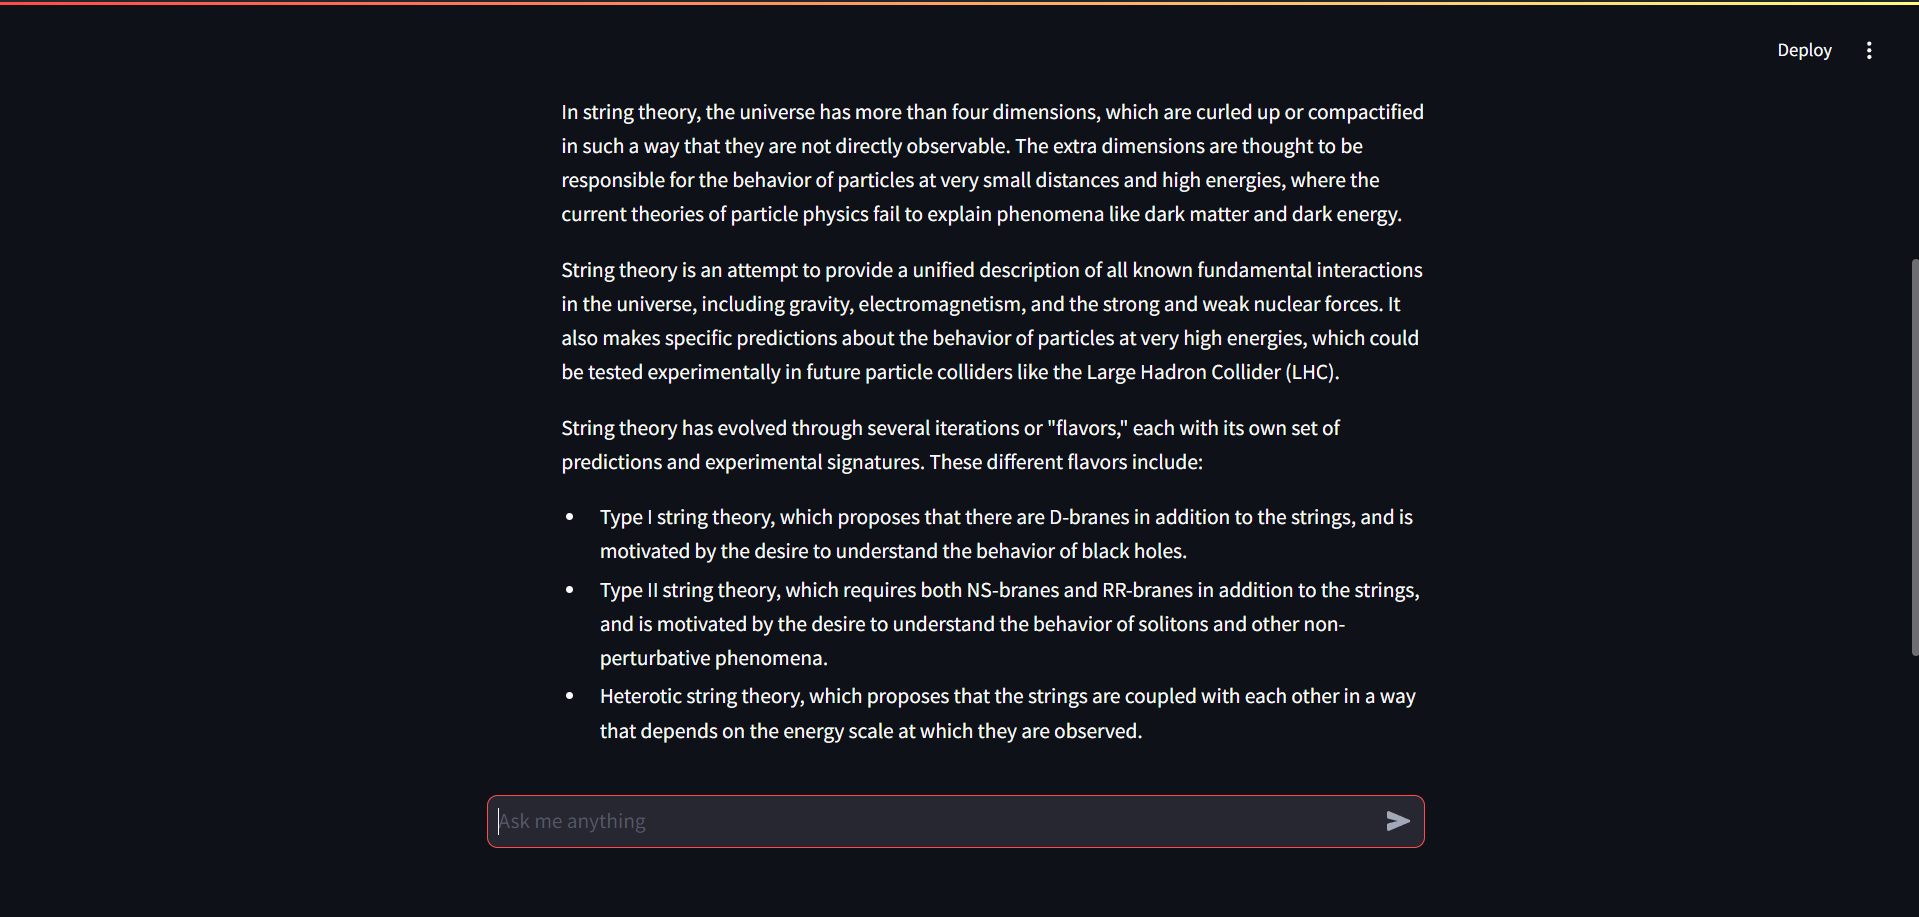 Deploy
In string theory, the universe has more than four dimensions, which are curled up or compactified
in such a way that they are not directly observable. The extra dimensions are thought to be
responsible for the behavior of particles at very small distances and high energies, where the
current theories of particle physics fail to explain phenomena like dark matter and dark energy.
String theory is an attempt to provide a unified description of all known fundamental interactions
in the universe, including gravity, electromagnetism, and the strong and weak nuclear forces. It
also makes specific predictions about the behavior of particles at very high energies, which could
be tested experimentally in future particle colliders like the Large Hadron Collider (LHC).
String theory has evolved through several iterations or "flavors," each with its own set of
predictions and experimental signatures. These different flavors include:
• Type I string theory, which proposes that there are D-branes in addition to the strings, and is
motivated by the desire to understand the behavior of black holes.
• Type II string theory, which requires both NS-branes and RR-branes in addition to the strings,
and is motivated by the desire to understand the behavior of solitons and other non-
perturbative phenomena.
• Heterotic string theory, which proposes that the strings are coupled with each other in a way
that depends on the energy scale at which they are observed.
Ask me anything